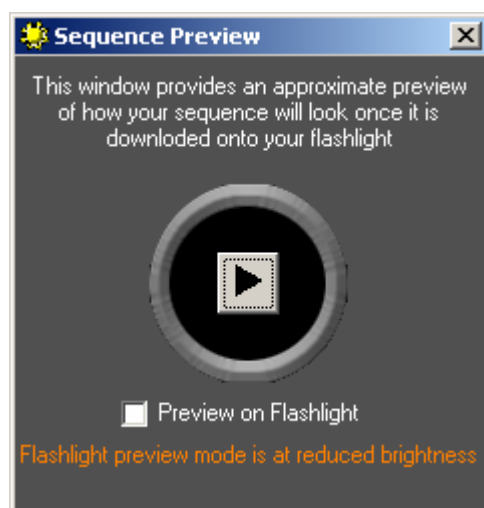 Sequence Preview
This window provides an approximate preview
of how your sequence will look once it is
downloded onto your flashlight
Preview on Flashlight
Flashlight preview mode is at reduced brightness